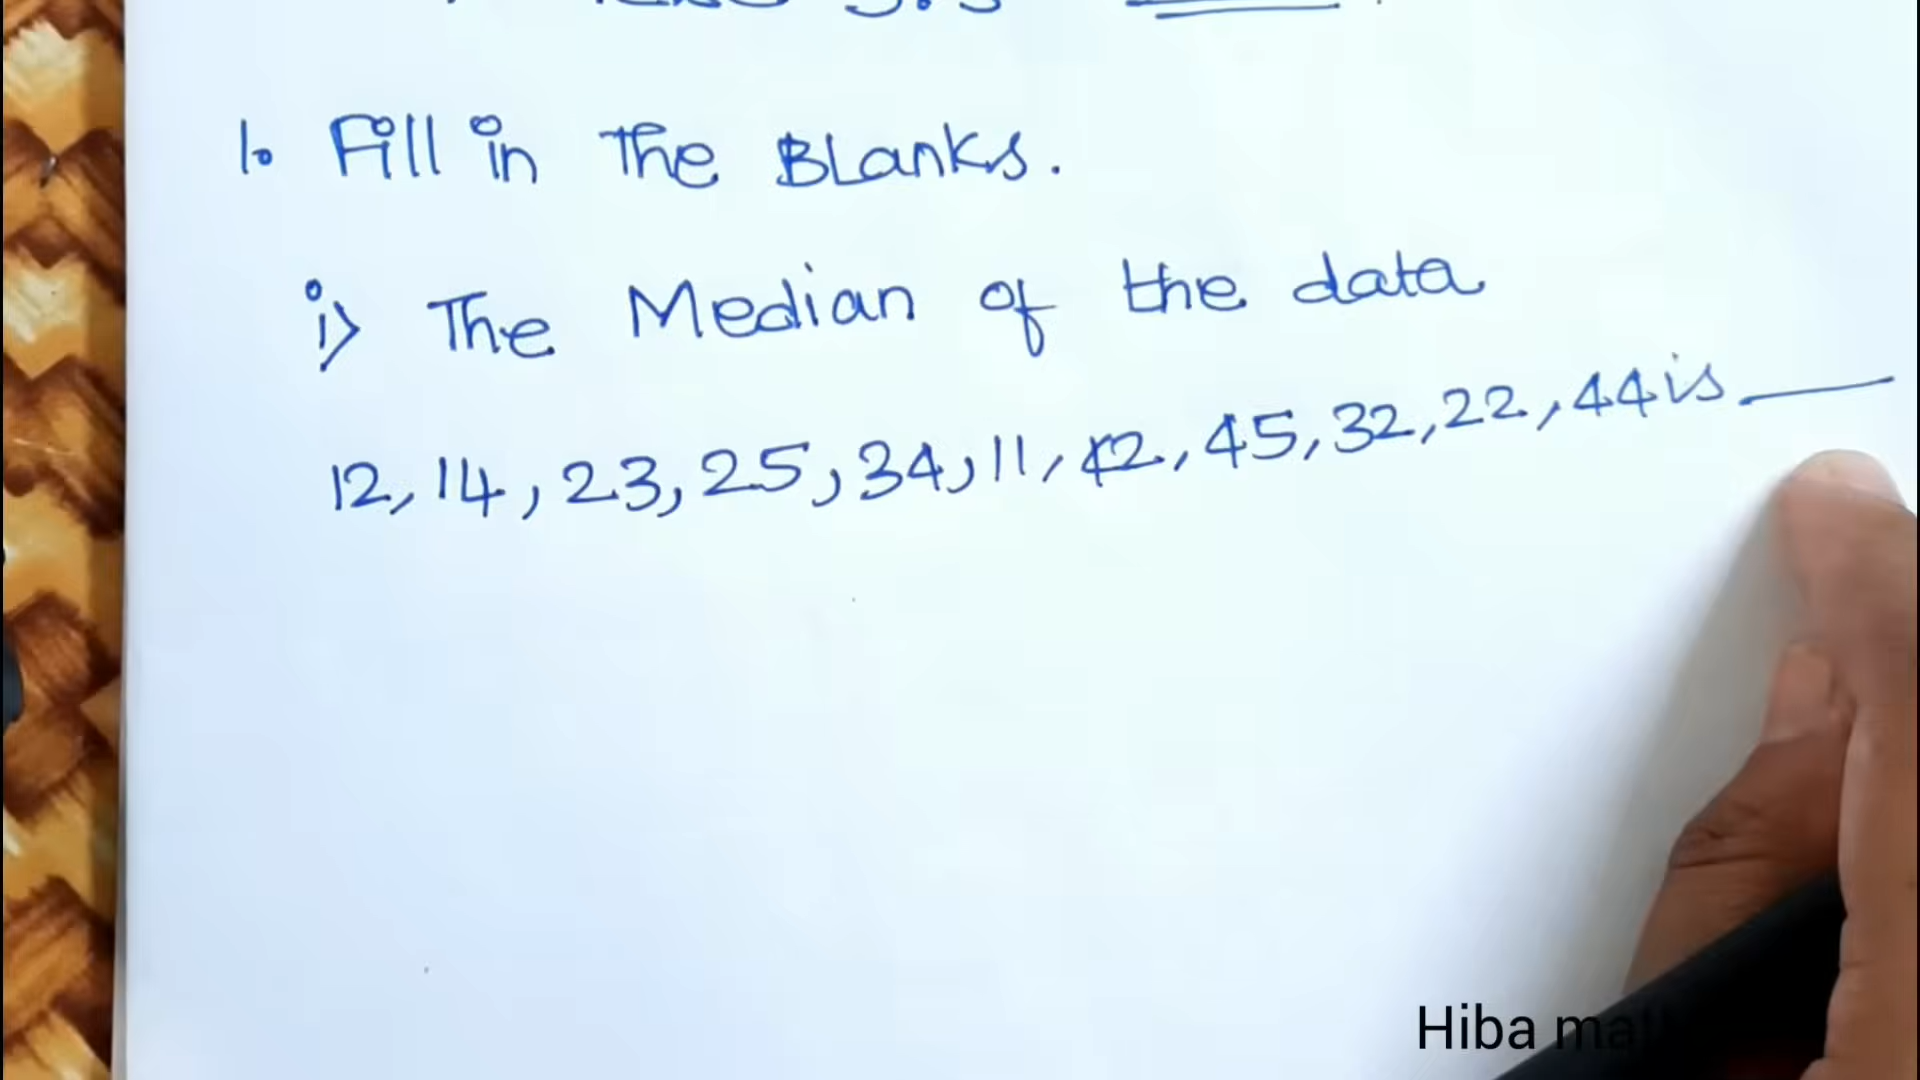 1. Fill in The Blanks.
i) The Median of the data
12, 14, 23, 25, 34, 11, 42, 45, 32, 22, 44 is ___
Hiba